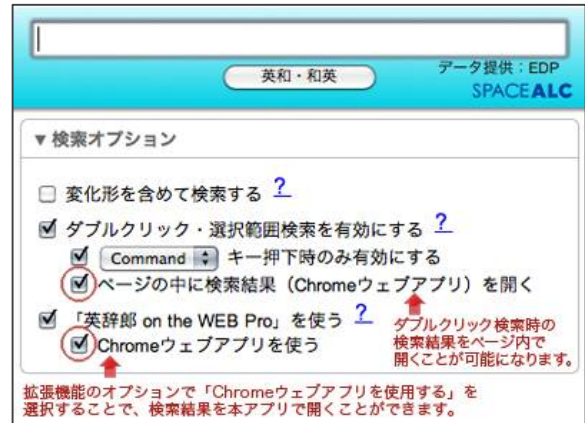 英和・和英
データ提供：EDP
SPACEALC
▼検索オプション
変化形を含めて検索する ?
ダブルクリック・選択範囲検索を有効にする ?
Command キー押下時のみ有効にする
ページの中に検索結果（Chromeウェブアプリ）を開く
「英辞郎 on the WEB Pro」を使う ?
Chromeウェブアプリを使う
ダブルクリック検索時の
検索結果をページ内で
開くことが可能になります。
拡張機能のオプションで「Chromeウェブアプリを使用する」を
選択することで、検索結果を本アプリで開くことができます。